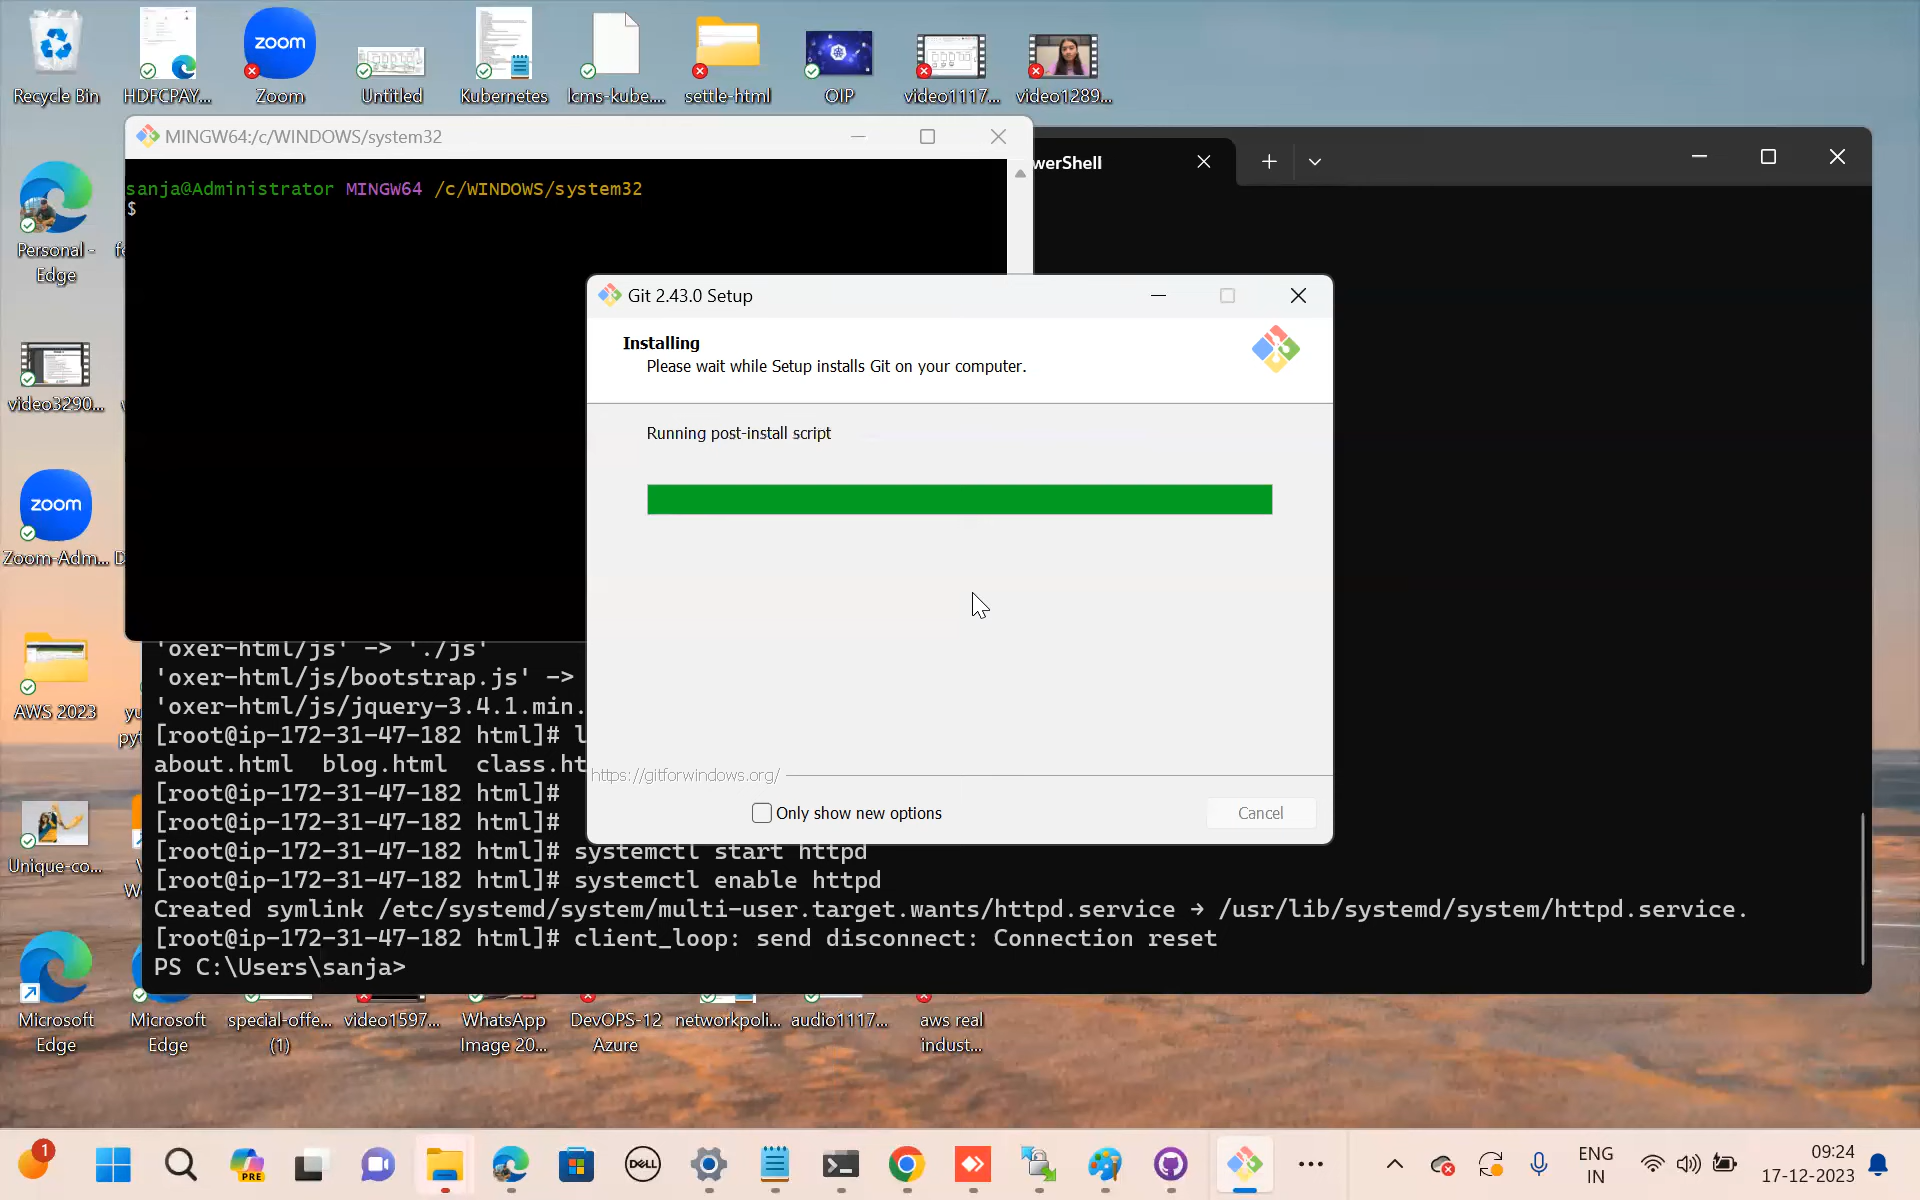 Recycle Bin
HDFCPAY...
zoom
Zoom
Untitled
Kubernetes
lcms-kube....
settle-html
OIP
video1117...
video1289...
MINGW64:/c/WINDOWS/system32
werShell
sanja@Administrator MINGW64 /c/WINDOWS/system32
$
Personal -
Edge
Git 2.43.0 Setup
Installing
Please wait while Setup installs Git on your computer.
video3290...
Running post-install script
zoom
Zoom-Adm...
https://gitforwindows.org/
Only show new options
Cancel
AWS 2023
Unique-co...
'oxer-html/js' -> './js'
'oxer-html/js/bootstrap.js' ->
'oxer-html/js/jquery-3.4.1.min.
[root@ip-172-31-47-182 html]# l
about.html blog.html class.ht
[root@ip-172-31-47-182 html]#
[root@ip-172-31-47-182 html]#
[root@ip-172-31-47-182 html]# systemctl start httpd
[root@ip-172-31-47-182 html]# systemctl enable httpd
Created symlink /etc/systemd/system/multi-user.target.wants/httpd.service → /usr/lib/systemd/system/httpd.service.
[root@ip-172-31-47-182 html]# client_loop: send disconnect: Connection reset
PS C:\Users\sanja>
Microsoft
Edge
Microsoft
Edge
special-offe...
(1)
video1597...
WhatsApp
Image 20...
DevOPS-12
Azure
networkpoli...
audio1117...
aws real
indust...
1
PRE
DELL
ENG
IN
09:24
17-12-2023